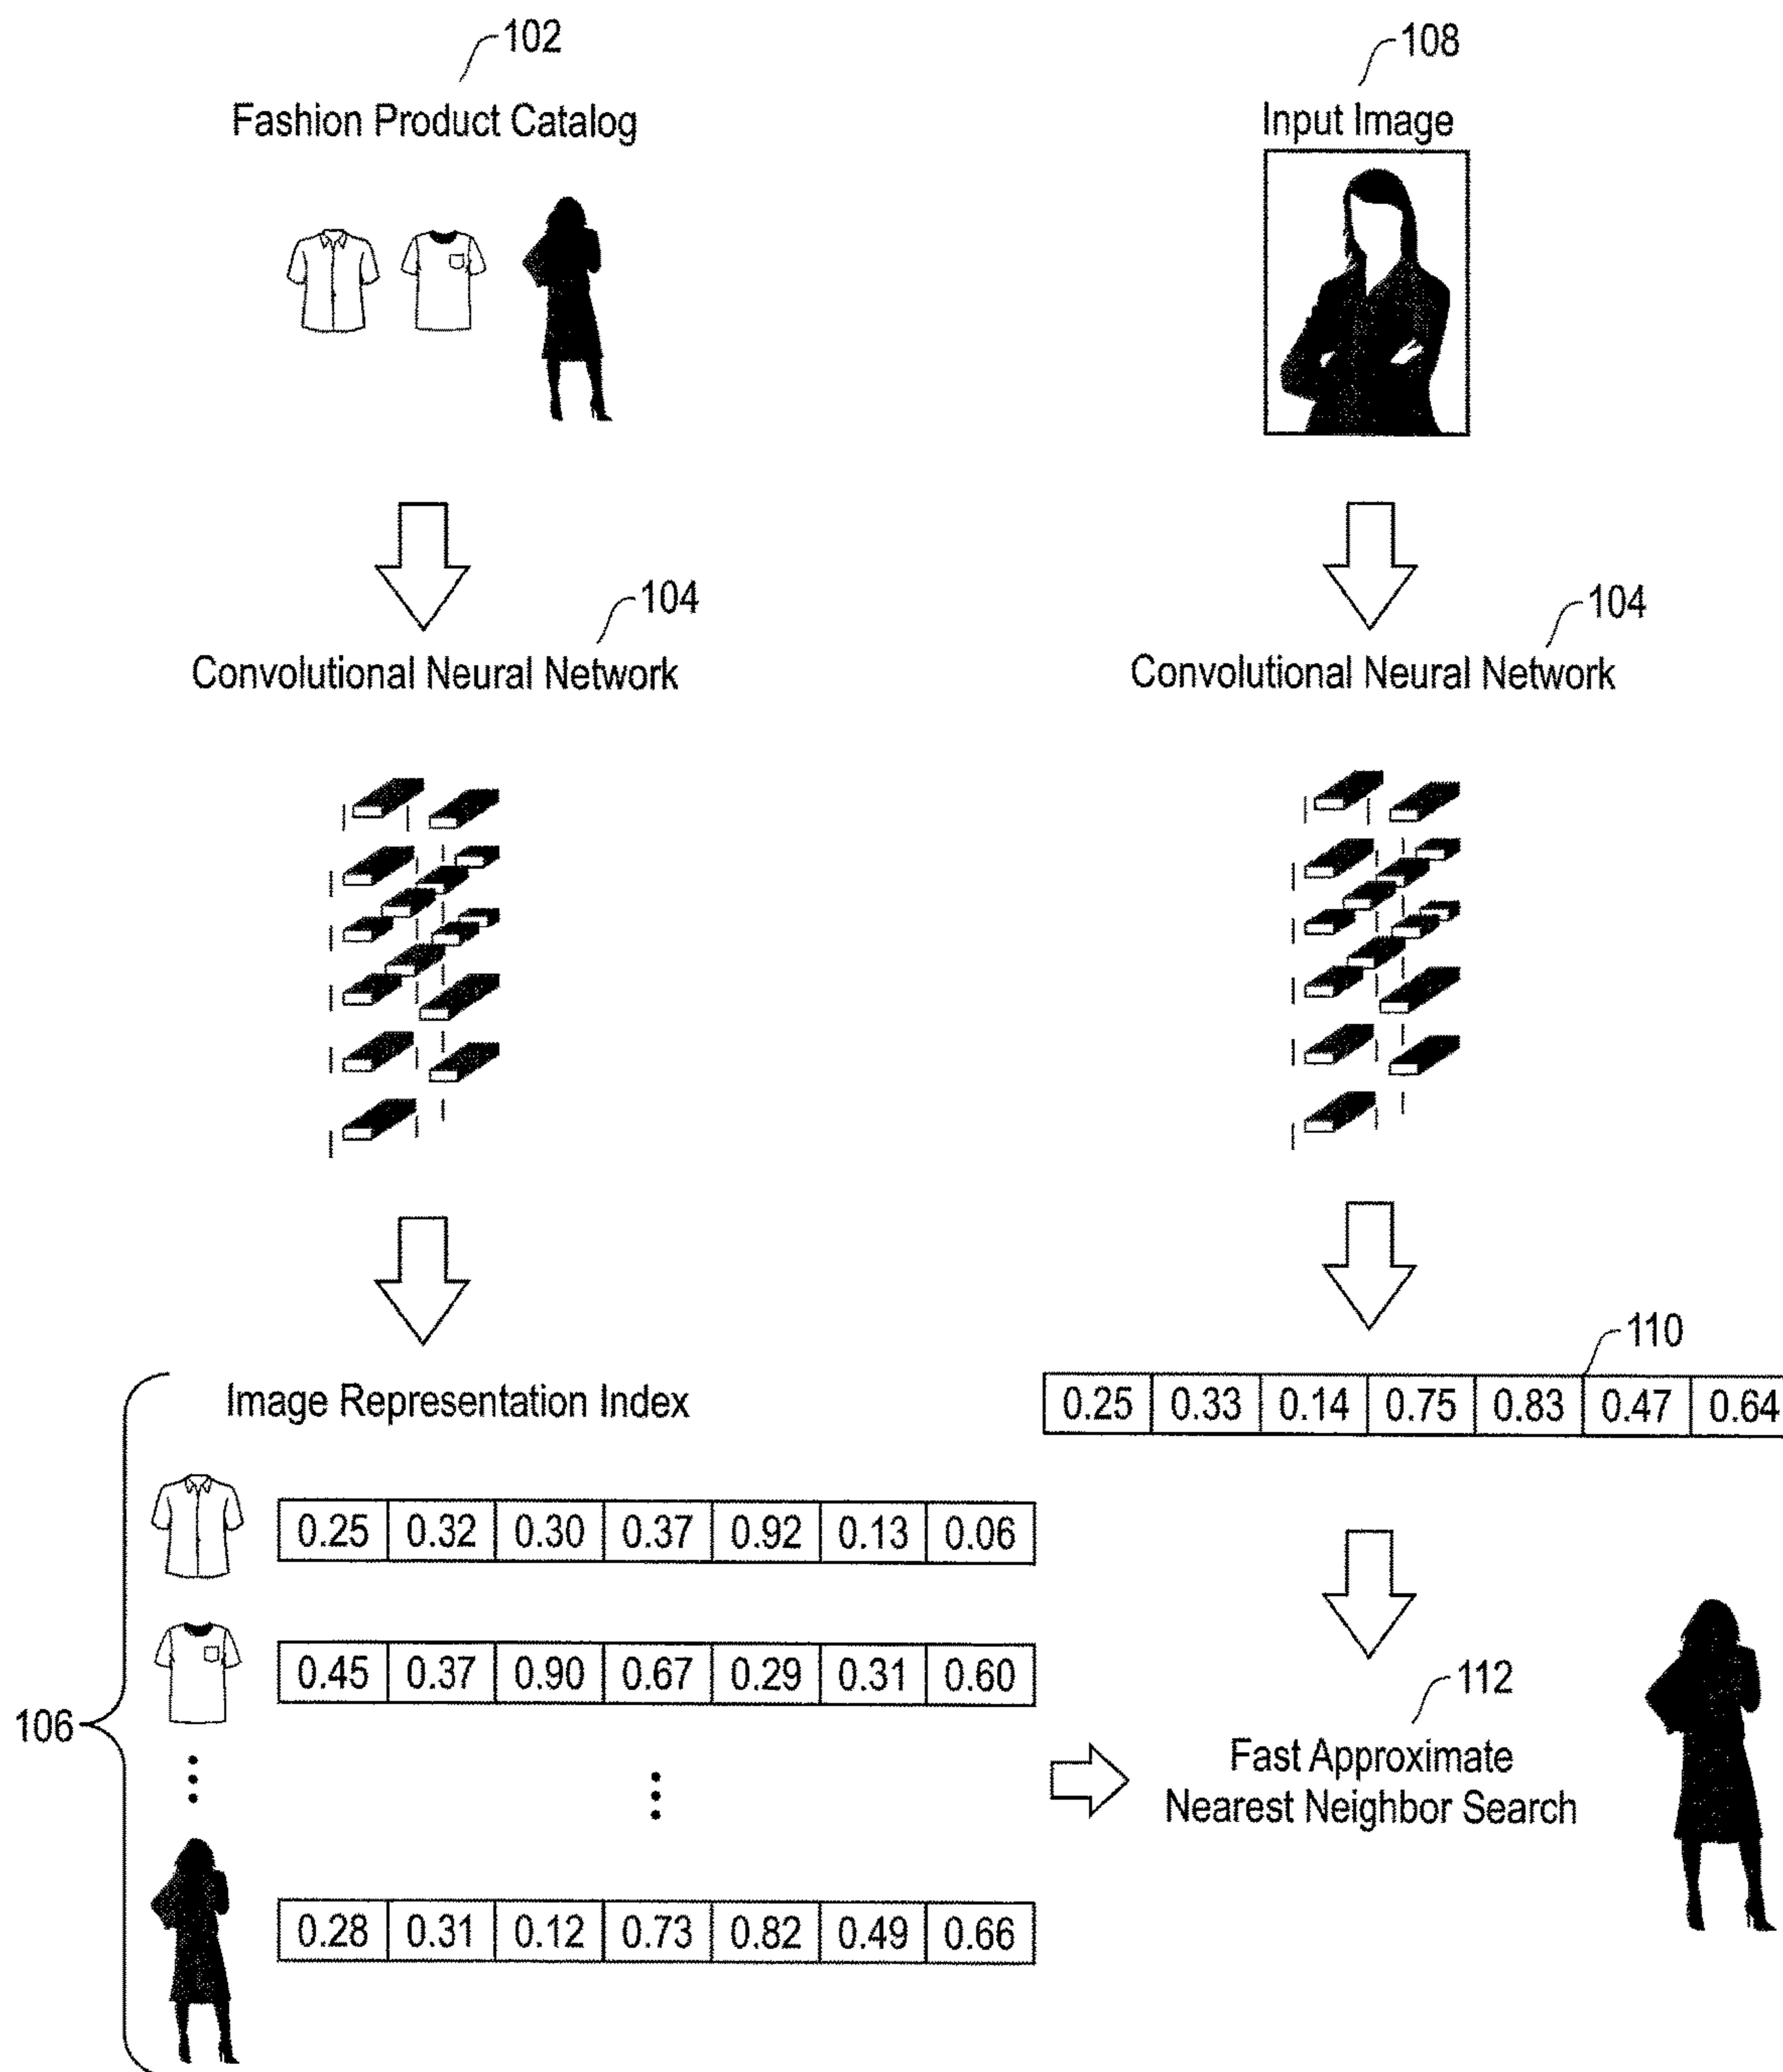 102
Fashion Product Catalog
108
Input Image
104
Convolutional Neural Network
104
Convolutional Neural Network
106
Image Representation Index
0.25 0.32 0.30 0.37 0.92 0.13 0.06
0.45 0.37 0.90 0.67 0.29 0.31 0.60
0.28 0.31 0.12 0.73 0.82 0.49 0.66
110
0.25 0.33 0.14 0.75 0.83 0.47 0.64
112
Fast Approximate
Nearest Neighbor Search